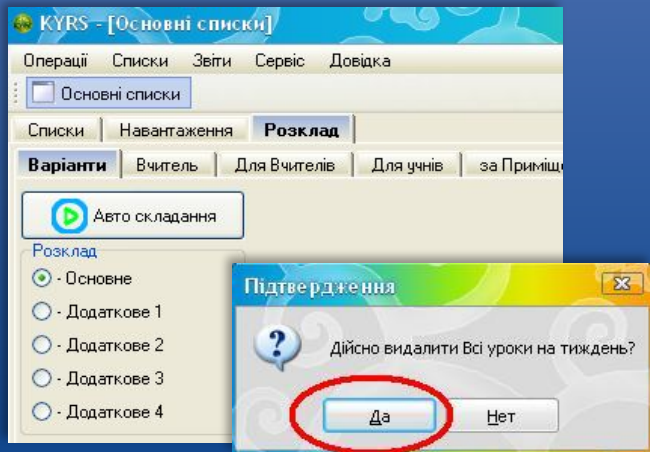 KYRS - [Основні списки]
Операції Списки Звіти Сервіс Довідка
Основні списки
Списки Навантаження Розклад
Варіанти Вчитель Для Вчителів Для учнів за Приміщ
Авто складання
Розклад
- Основне
- Додаткове 1
- Додаткове 2
- Додаткове 3
- Додаткове 4
Підтвердження
Дійсно видалити Всі уроки на тиждень?
Да Нет